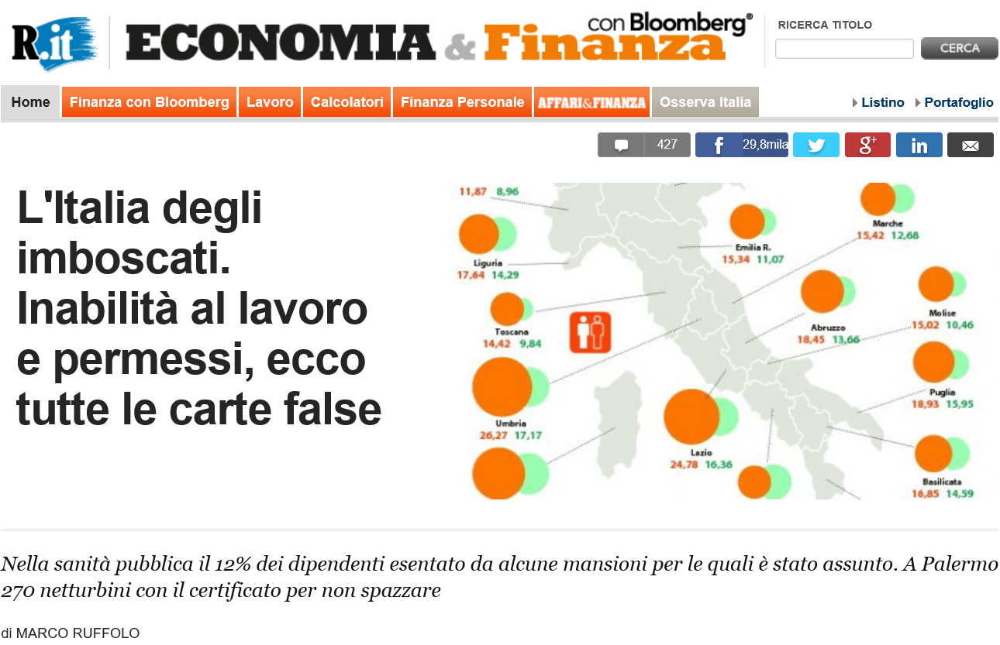 R.it
ECONOMIA & Finanza
con Bloomberg®
RICERCA TITOLO
CERCA
Home
Finanza con Bloomberg
Lavoro
Calcolatori
Finanza Personale
AFFARI&FINANZA
Osserva Italia
Listino
Portafoglio
427
29,8mila
L'Italia degli
imboscati.
Inabilità al lavoro
e permessi, ecco
tutte le carte false
11,87 8,96
Liguria
17,64 14,29
Toscana
14,42 9,84
Umbria
26,27 17,17
Emilia R.
15,34 11,07
Marche
15,42 12,68
Abruzzo
18,45 13,66
Molise
15,02 10,46
Puglia
18,93 15,95
Lazio
24,78 16,36
Basilicata
16,85 14,59
Nella sanità pubblica il 12% dei dipendenti esentato da alcune mansioni per le quali è stato assunto. A Palermo
270 netturbini con il certificato per non spazzare
di MARCO RUFFOLO